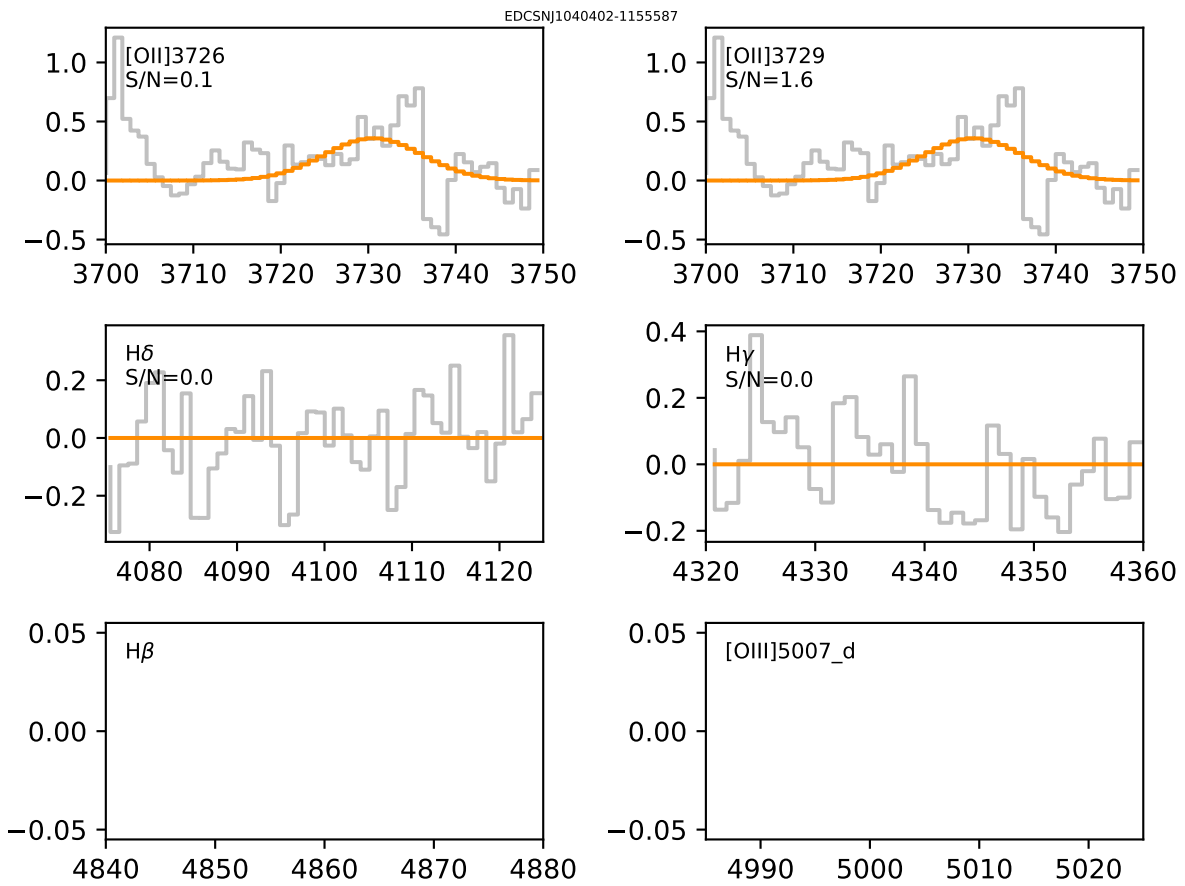 EDCSNJ1040402-1155587
[OII]3726
S/N=0.1
1.0
0.5
0.0
−0.5
3700 3710 3720 3730 3740 3750
[OII]3729
S/N=1.6
1.0
0.5
0.0
−0.5
3700 3710 3720 3730 3740 3750
Hδ
S/N=0.0
0.2
0.0
−0.2
4080 4090 4100 4110 4120
Hγ
S/N=0.0
0.4
0.2
0.0
−0.2
4320 4330 4340 4350 4360
Hβ
0.05
0.00
−0.05
4840 4850 4860 4870 4880
[OIII]5007_d
0.05
0.00
−0.05
4990 5000 5010 5020